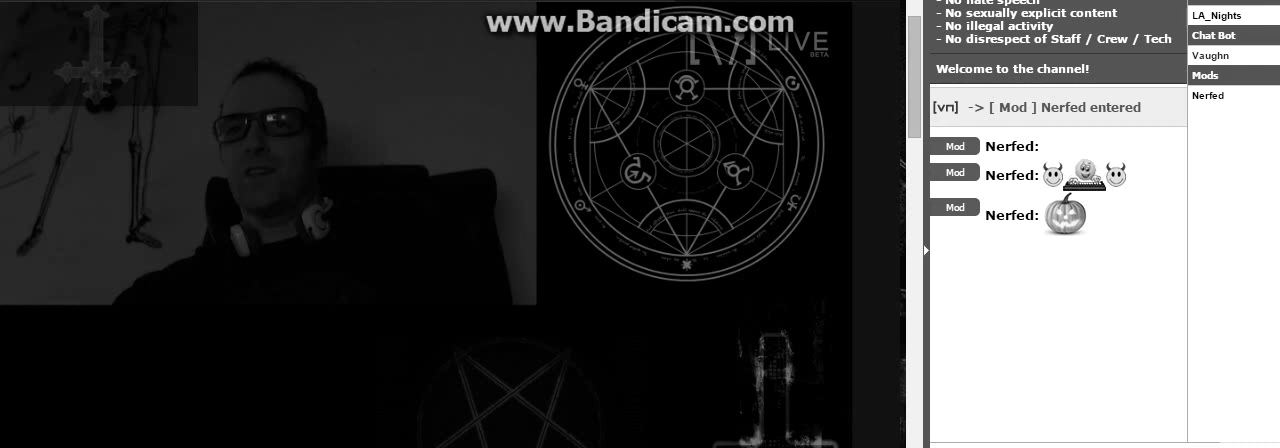 www.Bandicam.com
[V] LIVE
BETA
- No hate speech
- No sexually explicit content
- No illegal activity
- No disrespect of Staff / Crew / Tech
Welcome to the channel!
[vn] -> [ Mod ] Nerfed entered
Mod Nerfed:
Mod Nerfed:
Mod Nerfed:
LA_Nights
Chat Bot
Vaughn
Mods
Nerfed